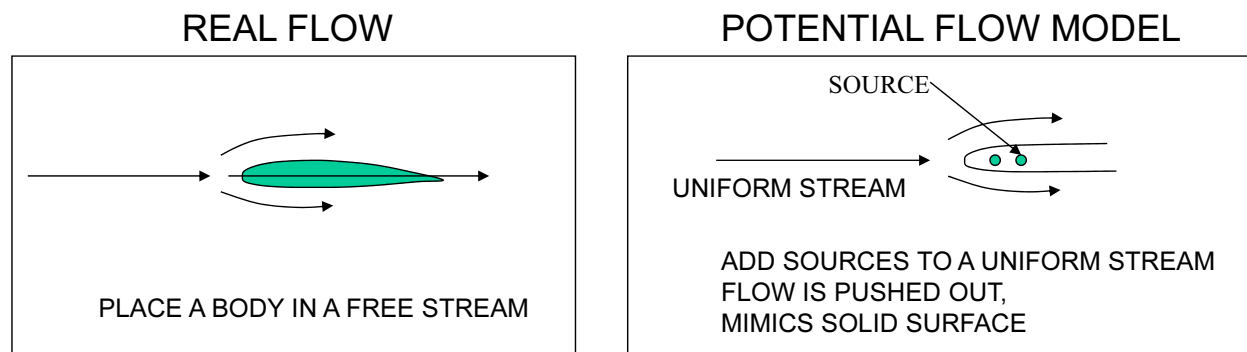 REAL FLOW
PLACE A BODY IN A FREE STREAM
POTENTIAL FLOW MODEL
SOURCE
UNIFORM STREAM
ADD SOURCES TO A UNIFORM STREAM
FLOW IS PUSHED OUT,
MIMICS SOLID SURFACE